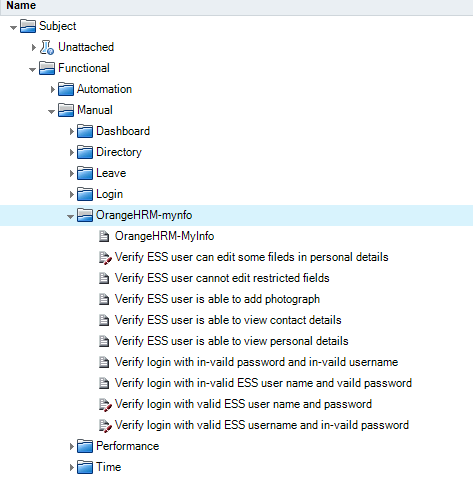 Name
Subject
Unattached
Functional
Automation
Manual
Dashboard
Directory
Leave
Login
OrangeHRM-mynfo
OrangeHRM-MyInfo
Verify ESS user can edit some fileds in personal details
Verify ESS user cannot edit restricted fields
Verify ESS user is able to add photograph
Verify ESS user is able to view contact details
Verify ESS user is able to view personal details
Verify login with in-vaild password and in-vaild username
Verify login with in-valid ESS user name and vaild password
Verify login with valid ESS user name and password
Verify login with valid ESS username and in-vaild password
Performance
Time